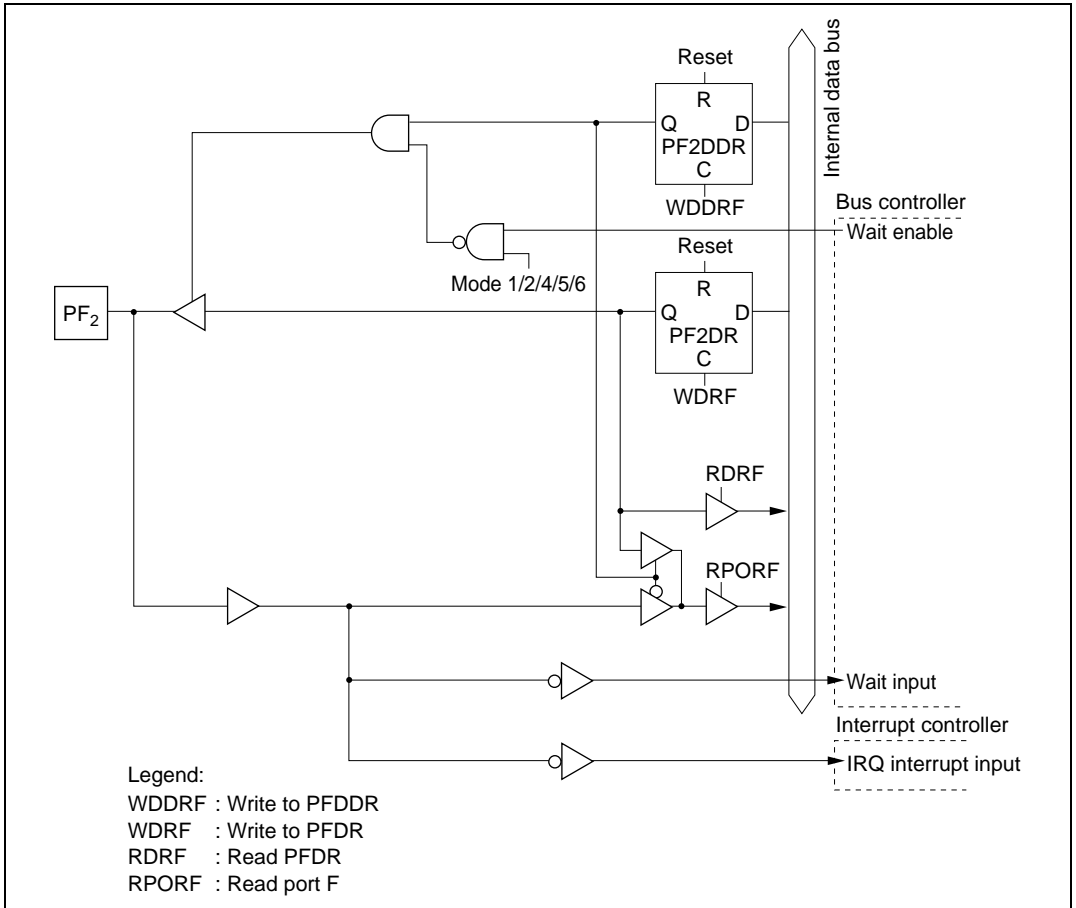 Reset
R
Q D
PF2DDR
C
WDDRF
Internal data bus
Bus controller
Wait enable
Mode 1/2/4/5/6
Reset
R
Q D
PF2DR
C
WDRF
PF2
RDRF
RPORF
Wait input
Interrupt controller
IRQ interrupt input
Legend:
WDDRF : Write to PFDDR
WDRF : Write to PFDR
RDRF : Read PFDR
RPORF : Read port F